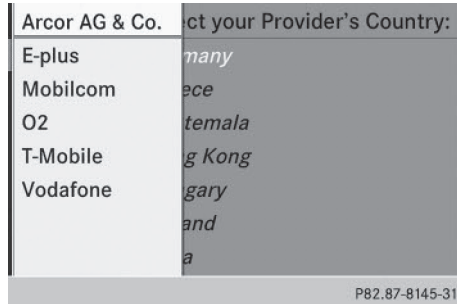 Arcor AG & Co.
E-plus
Mobilcom
O2
T-Mobile
Vodafone
ect your Provider's Country:
many
ece
temala
g Kong
gary
and
a
P82.87-8145-31